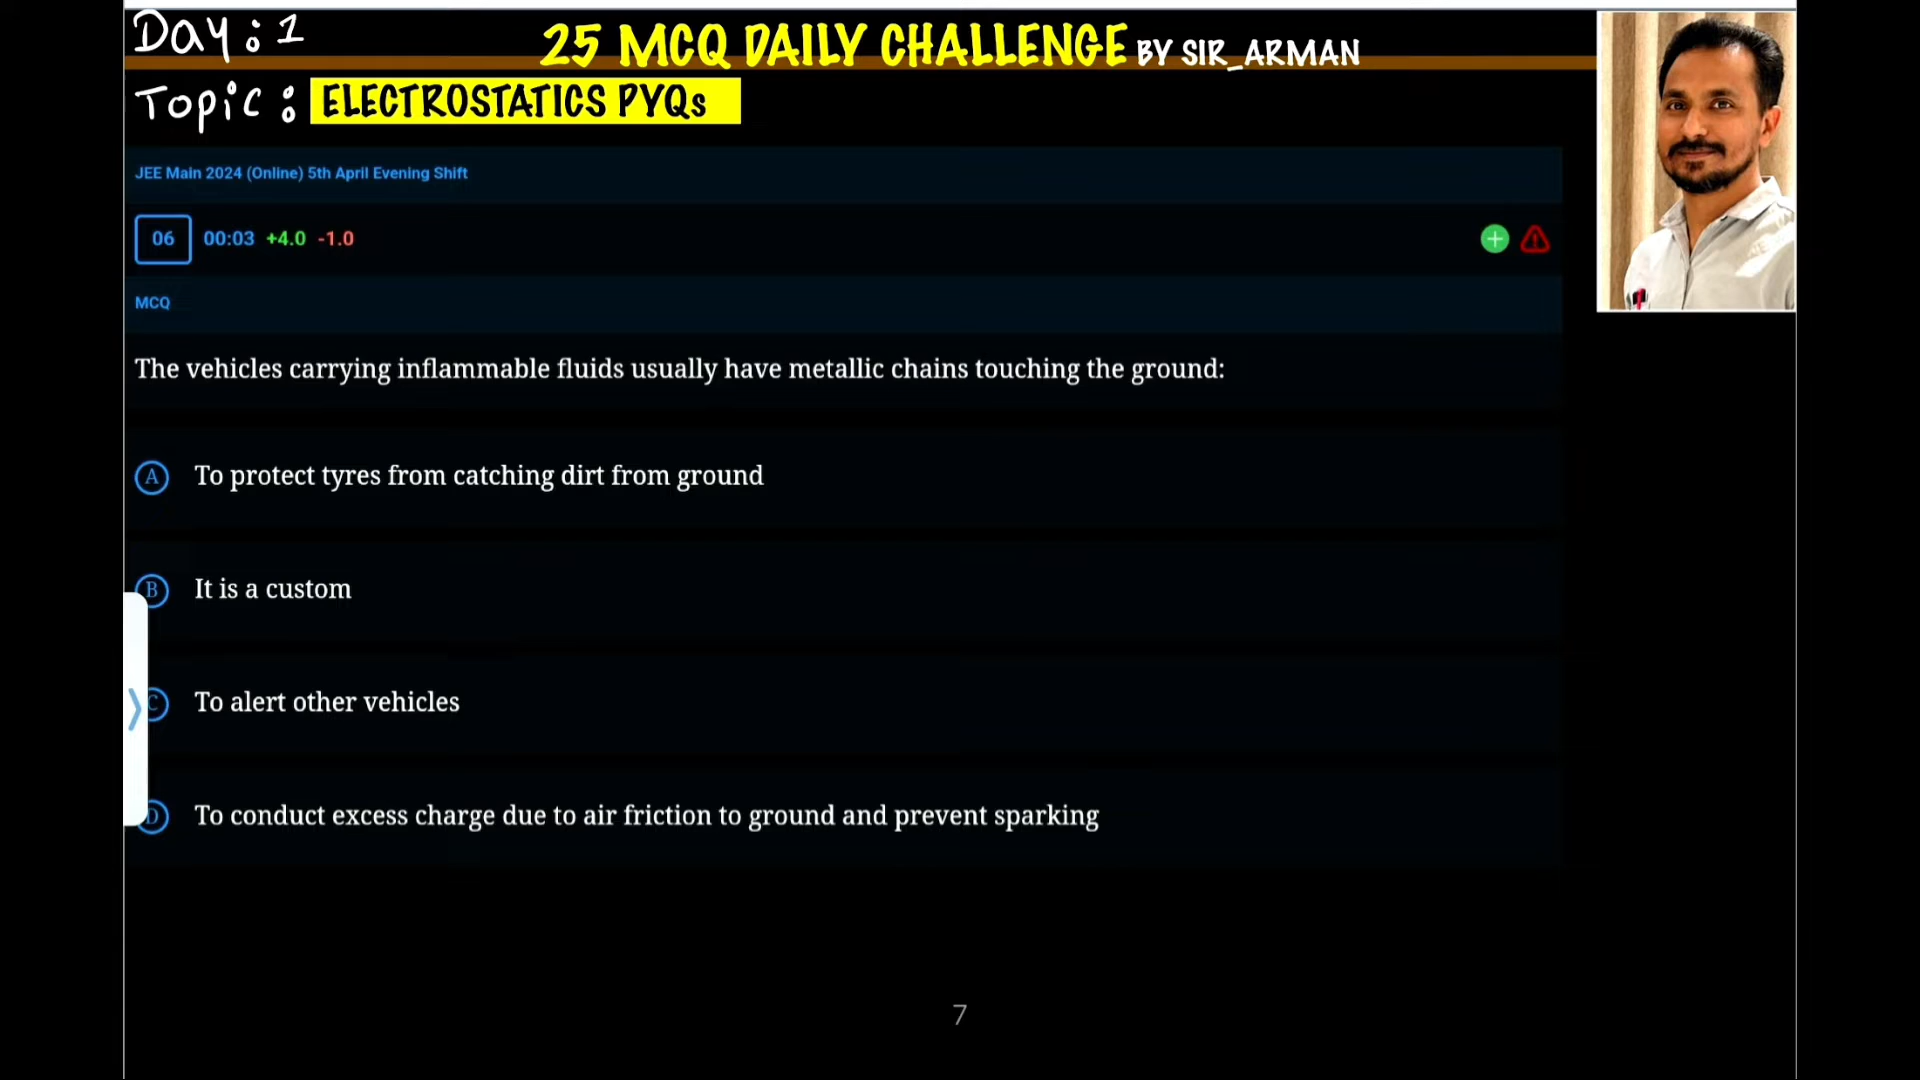 Day: 1
25 MCQ DAILY CHALLENGE BY SIR_ARMAN
Topic: ELECTROSTATICS PYQs
JEE Main 2024 (Online) 5th April Evening Shift
06 00:03 +4.0 -1.0
MCQ
The vehicles carrying inflammable fluids usually have metallic chains touching the ground:
A To protect tyres from catching dirt from ground
B It is a custom
C To alert other vehicles
D To conduct excess charge due to air friction to ground and prevent sparking
7